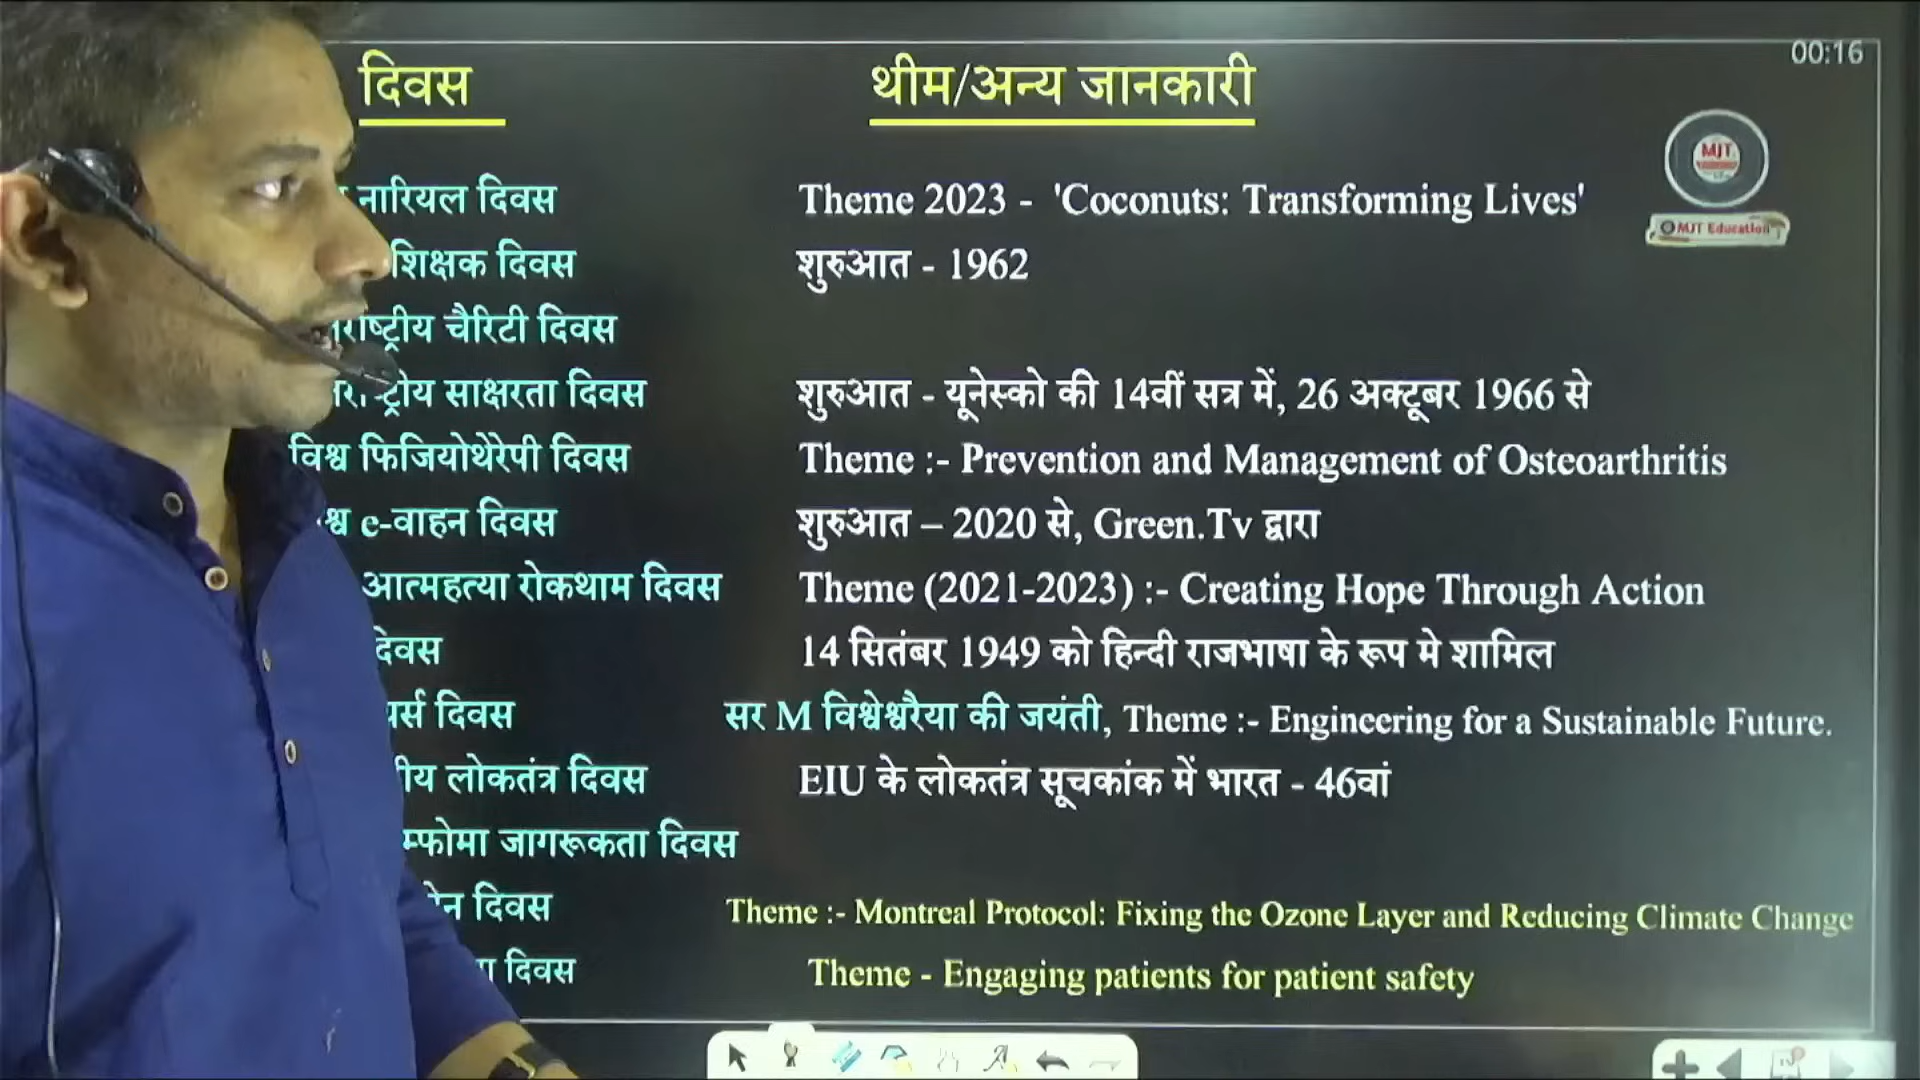 00:16
दिवस थीम/अन्य जानकारी
MJT
MJT Education
नारियल दिवस Theme 2023 - 'Coconuts: Transforming Lives'
शिक्षक दिवस शुरुआत - 1962
चैरिटी दिवस
साक्षरता दिवस शुरुआत - यूनेस्को की 14वीं सत्र में, 26 अक्टूबर 1966 से
विश्व फिजियोथेरेपी दिवस Theme :- Prevention and Management of Osteoarthritis
e-वाहन दिवस शुरुआत – 2020 से, Green.Tv द्वारा
आत्महत्या रोकथाम दिवस Theme (2021-2023) :- Creating Hope Through Action
दिवस 14 सितंबर 1949 को हिन्दी राजभाषा के रूप मे शामिल
दिवस सर M विश्वेश्वरैया की जयंती, Theme :- Engineering for a Sustainable Future.
लोकतंत्र दिवस EIU के लोकतंत्र सूचकांक में भारत - 46वां
जागरूकता दिवस
दिवस Theme :- Montreal Protocol: Fixing the Ozone Layer and Reducing Climate Change
दिवस Theme - Engaging patients for patient safety